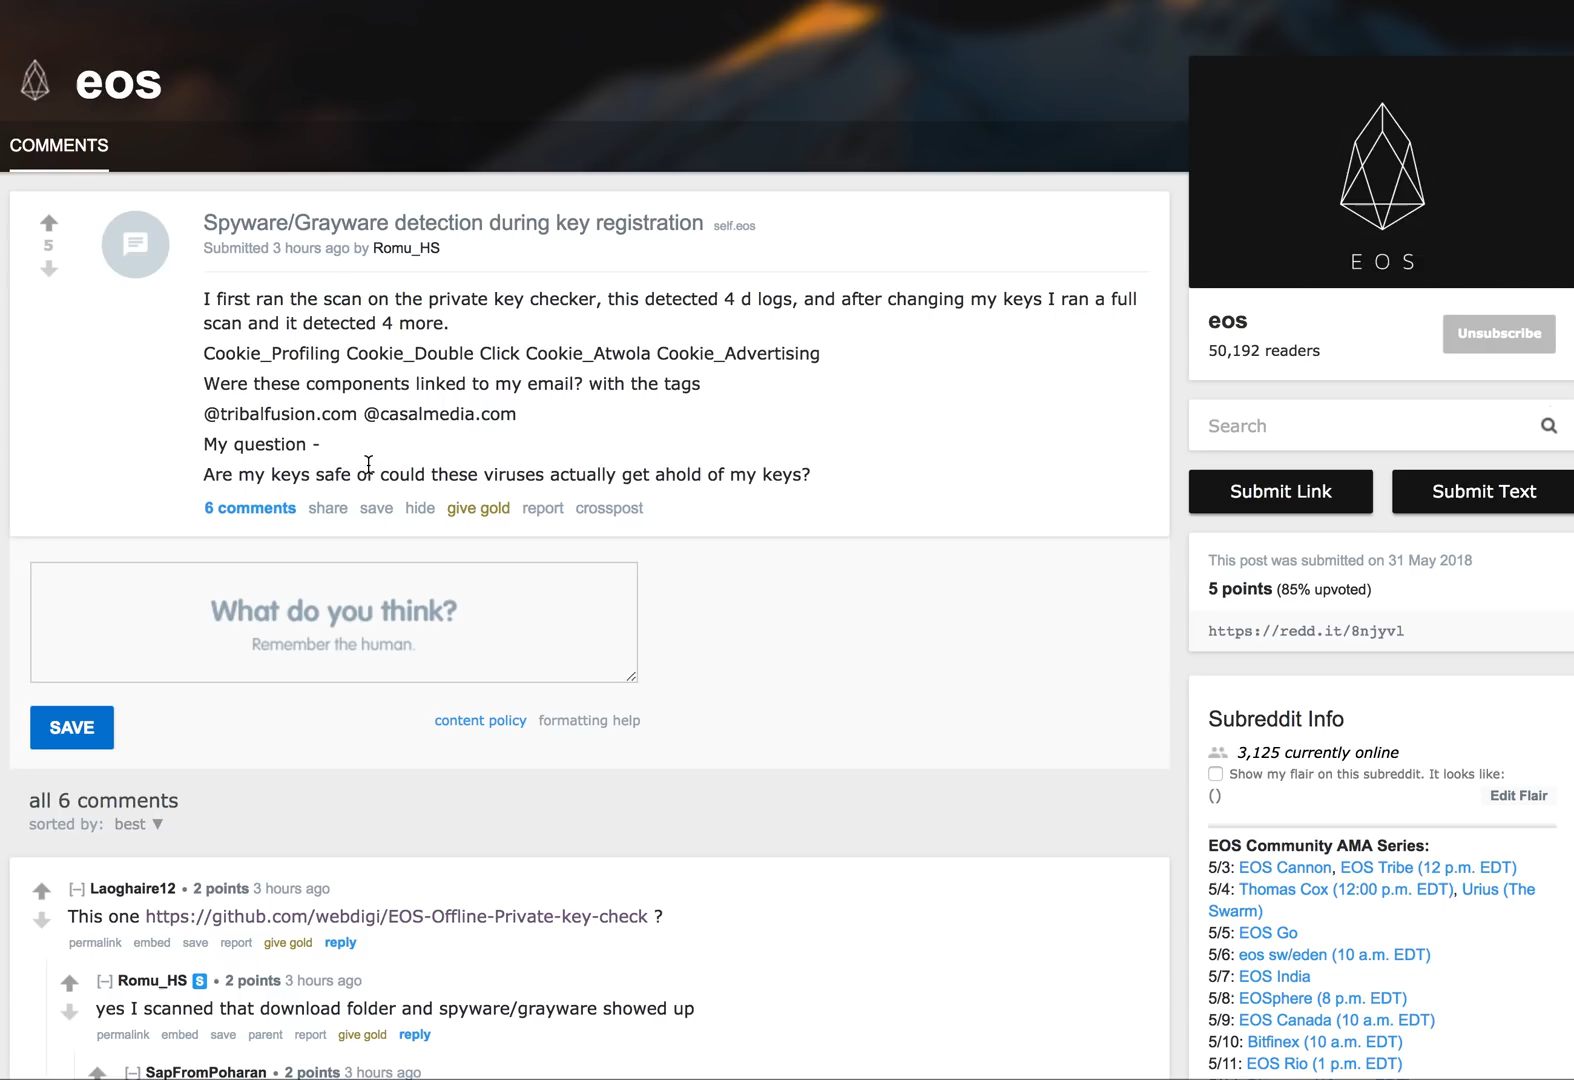 eos
COMMENTS
5
Spyware/Grayware detection during key registration self.eos
Submitted 3 hours ago by Romu_HS
I first ran the scan on the private key checker, this detected 4 d logs, and after changing my keys I ran a full
scan and it detected 4 more.
Cookie_Profiling Cookie_Double Click Cookie_Atwola Cookie_Advertising
Were these components linked to my email? with the tags
@tribalfusion.com @casalmedia.com
My question -
Are my keys safe or could these viruses actually get ahold of my keys?
6 comments share save hide give gold report crosspost
What do you think?
Remember the human.
SAVE
content policy formatting help
all 6 comments
sorted by: best ▼
[–] Laoghaire12 • 2 points 3 hours ago
This one https://github.com/webdigi/EOS-Offline-Private-key-check ?
permalink embed save report give gold reply
[–] Romu_HS S • 2 points 3 hours ago
yes I scanned that download folder and spyware/grayware showed up
permalink embed save parent report give gold reply
[–] SapFromPoharan • 2 points 3 hours ago
EOS
eos
50,192 readers
Unsubscribe
Search
Submit Link
Submit Text
This post was submitted on 31 May 2018
5 points (85% upvoted)
https://redd.it/8njyvl
Subreddit Info
3,125 currently online
Show my flair on this subreddit. It looks like:
()
Edit Flair
EOS Community AMA Series:
5/3: EOS Cannon, EOS Tribe (12 p.m. EDT)
5/4: Thomas Cox (12:00 p.m. EDT), Urius (The
Swarm)
5/5: EOS Go
5/6: eos sw/eden (10 a.m. EDT)
5/7: EOS India
5/8: EOSphere (8 p.m. EDT)
5/9: EOS Canada (10 a.m. EDT)
5/10: Bitfinex (10 a.m. EDT)
5/11: EOS Rio (1 p.m. EDT)